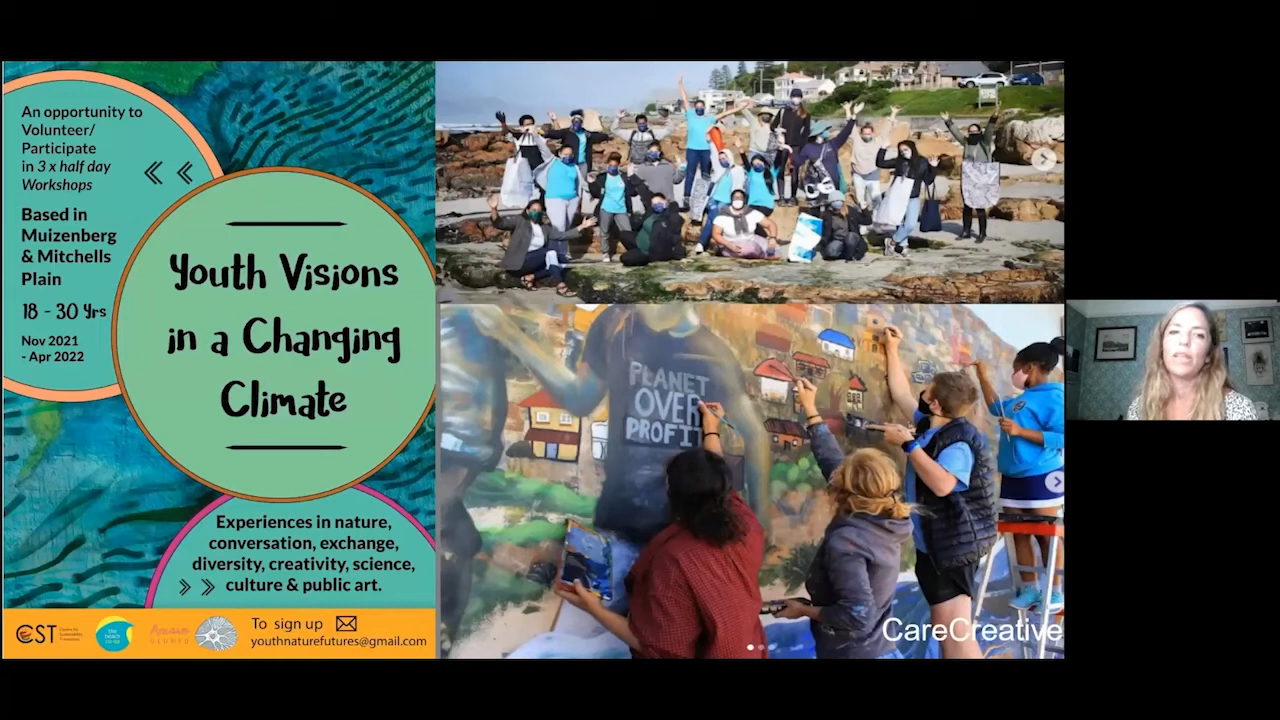 An opportunity to
Volunteer/
Participate
in 3 x half day
Workshops
Based in
Muizenberg
& Mitchells
Plain
18 - 30 Yrs
Nov 2021
- Apr 2022
Youth Visions
in a Changing
Climate
Experiences in nature,
conversation, exchange,
diversity, creativity, science,
culture & public art.
CST
To sign up
youthnaturefutures@gmail.com
PLANET
OVER
PROFIT
CareCreative